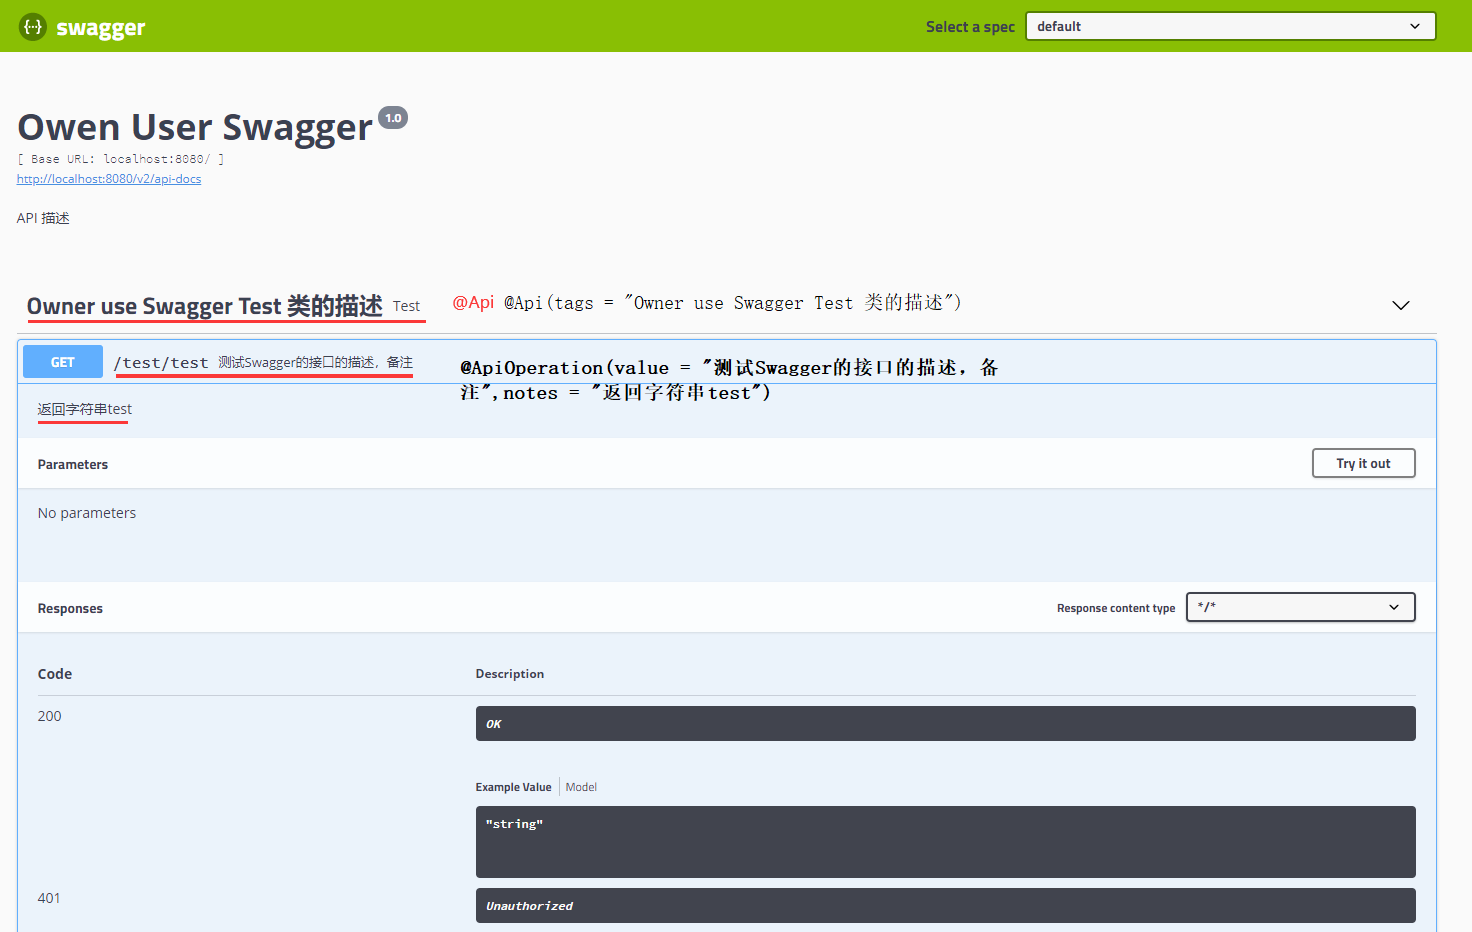 {···} swagger
Select a spec default
Owen User Swagger 1.0
[ Base URL: localhost:8080/ ]
http://localhost:8080/v2/api-docs
API 描述
Owner use Swagger Test 类的描述 Test @Api @Api(tags = "Owner use Swagger Test 类的描述")
GET /test/test 测试Swagger的接口的描述，备注 @ApiOperation(value = "测试Swagger的接口的描述，备
注",notes = "返回字符串test")
返回字符串test
Parameters Try it out
No parameters
Responses Response content type */*
Code Description
200 OK
Example Value Model
"string"
401 Unauthorized